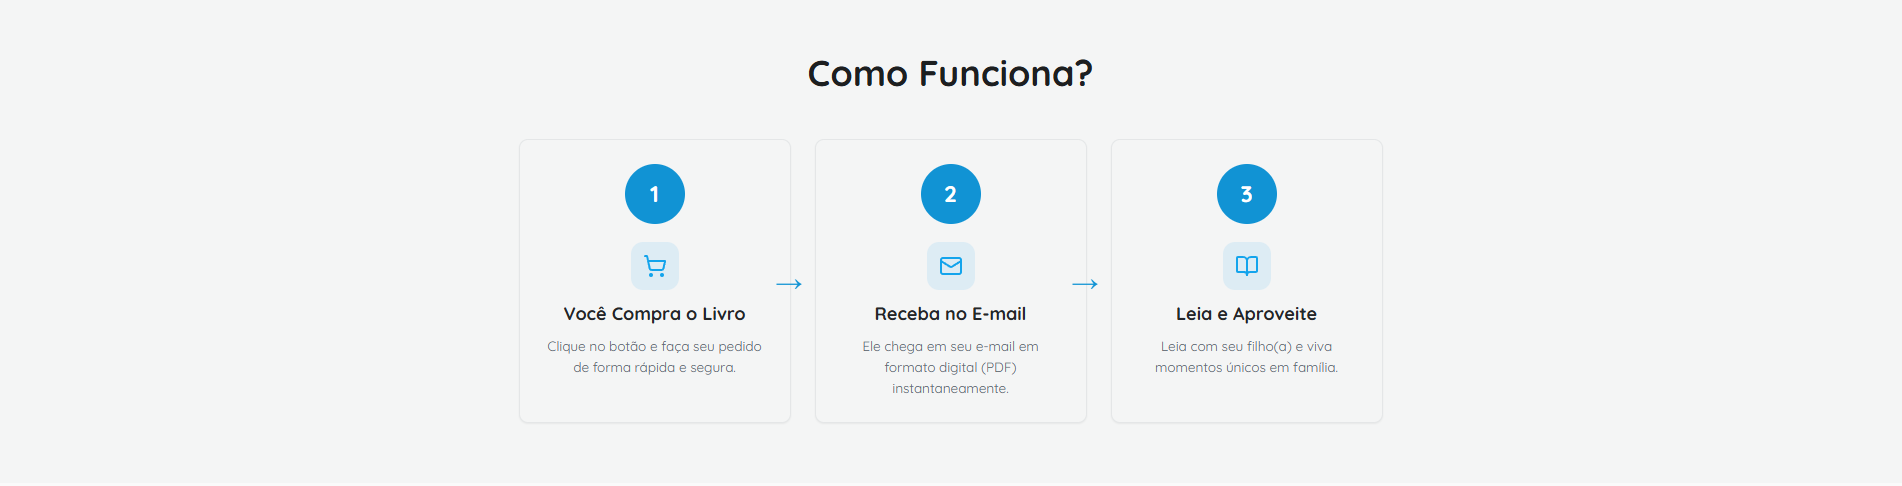 Como Funciona?
1
Você Compra o Livro
Clique no botão e faça seu pedido
de forma rápida e segura.
→
2
Receba no E-mail
Ele chega em seu e-mail em
formato digital (PDF)
instantaneamente.
→
3
Leia e Aproveite
Leia com seu filho(a) e viva
momentos únicos em família.